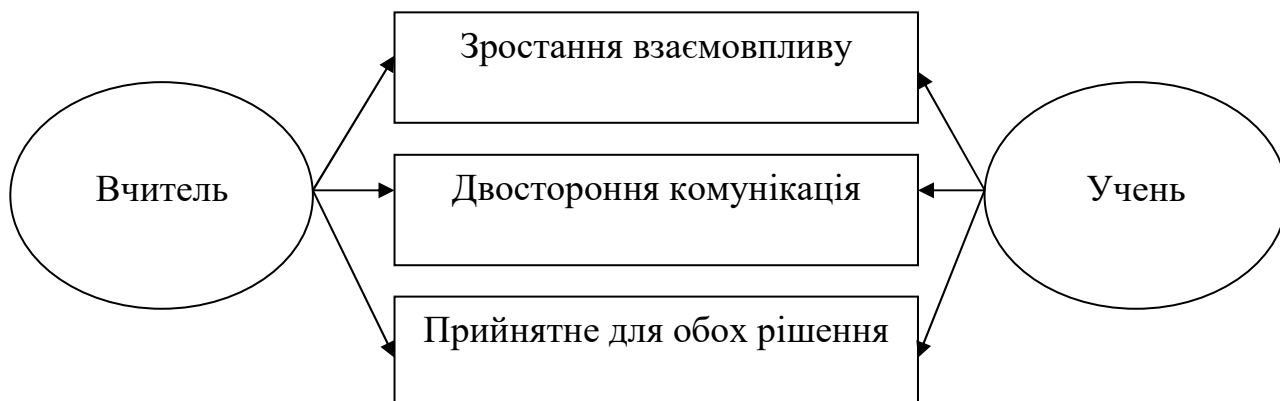 Зростання взаємовпливу
Вчитель
Двостороння комунікація
Учень
Прийнятне для обох рішення